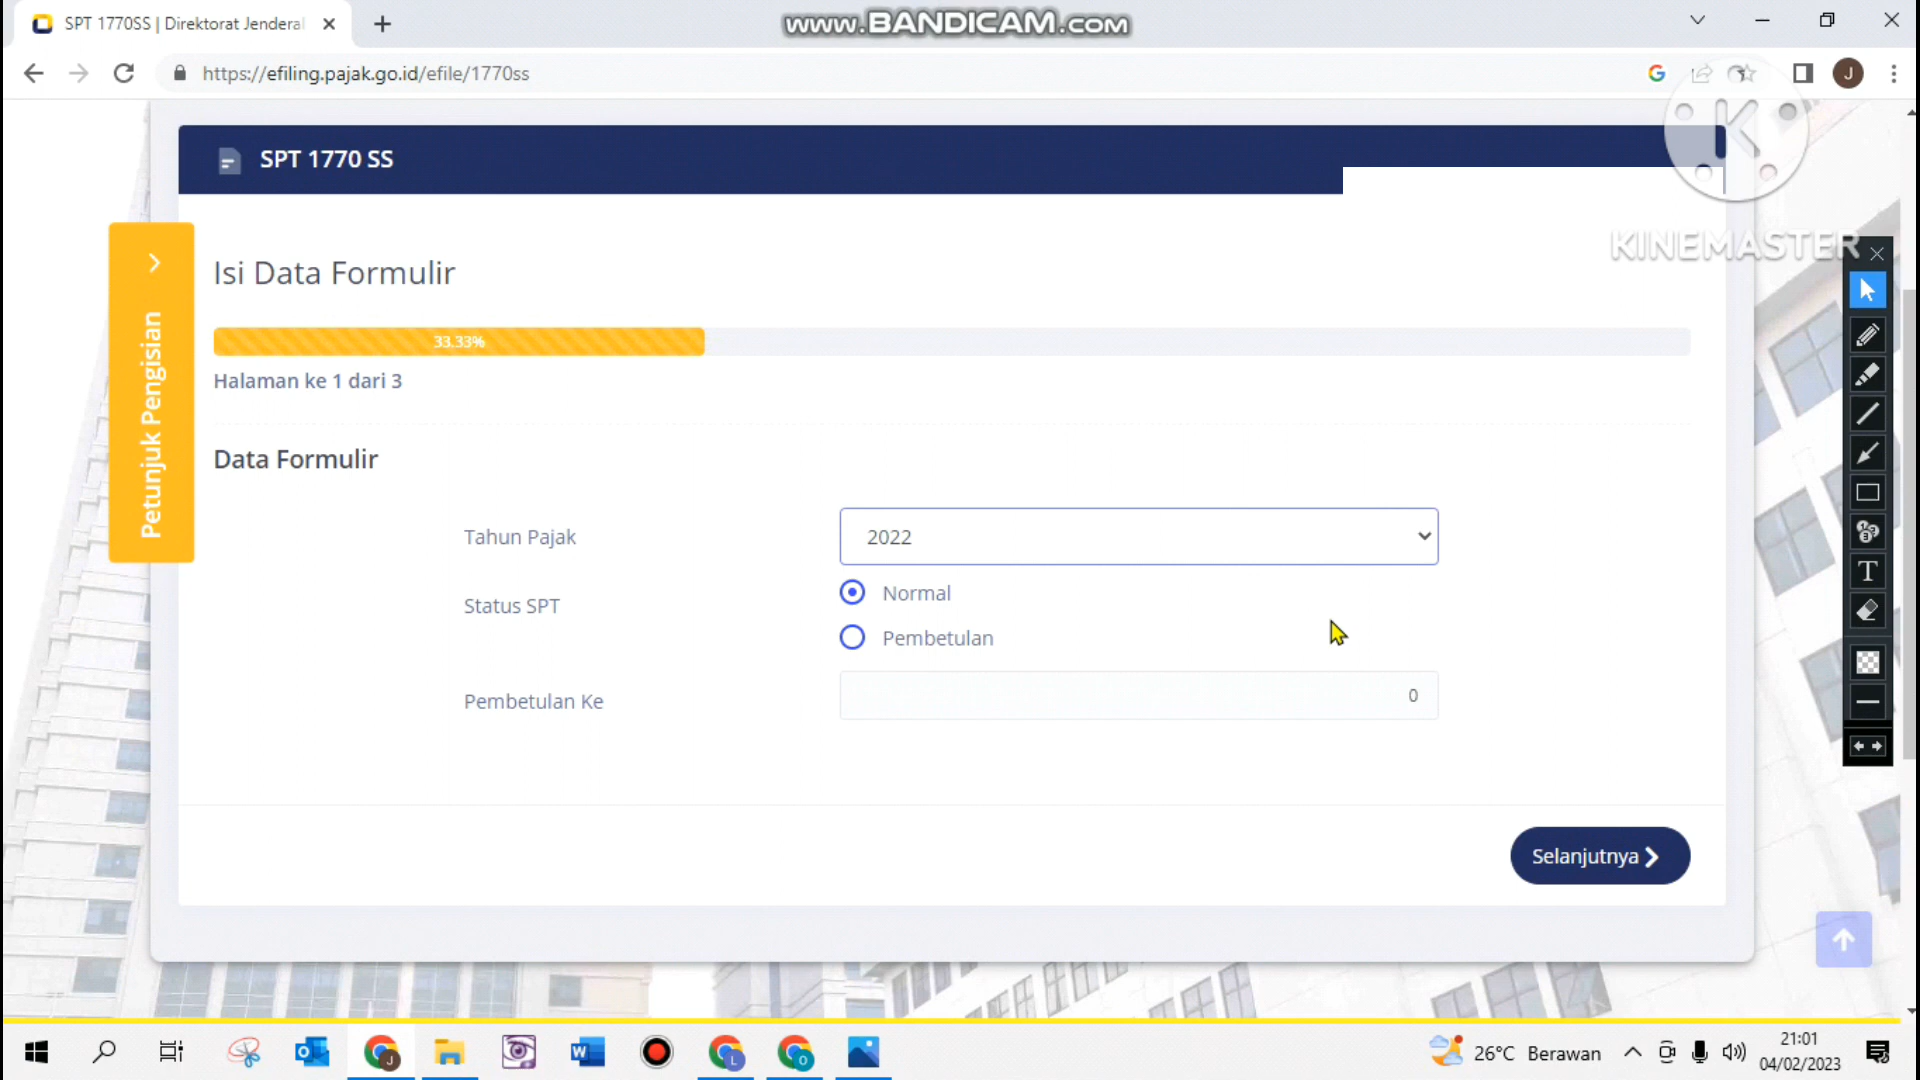 SPT 1770SS | Direktorat Jendera
www.BANDICAM.com
https://efiling.pajak.go.id/efile/1770ss
J
SPT 1770 SS
K
KINEMASTER
Petunjuk Pengisian
Isi Data Formulir
33.33%
Halaman ke 1 dari 3
Data Formulir
Tahun Pajak
2022
Status SPT
Normal
Pembetulan
Pembetulan Ke
0
Selanjutnya
T
26°C Berawan
21:01
04/02/2023